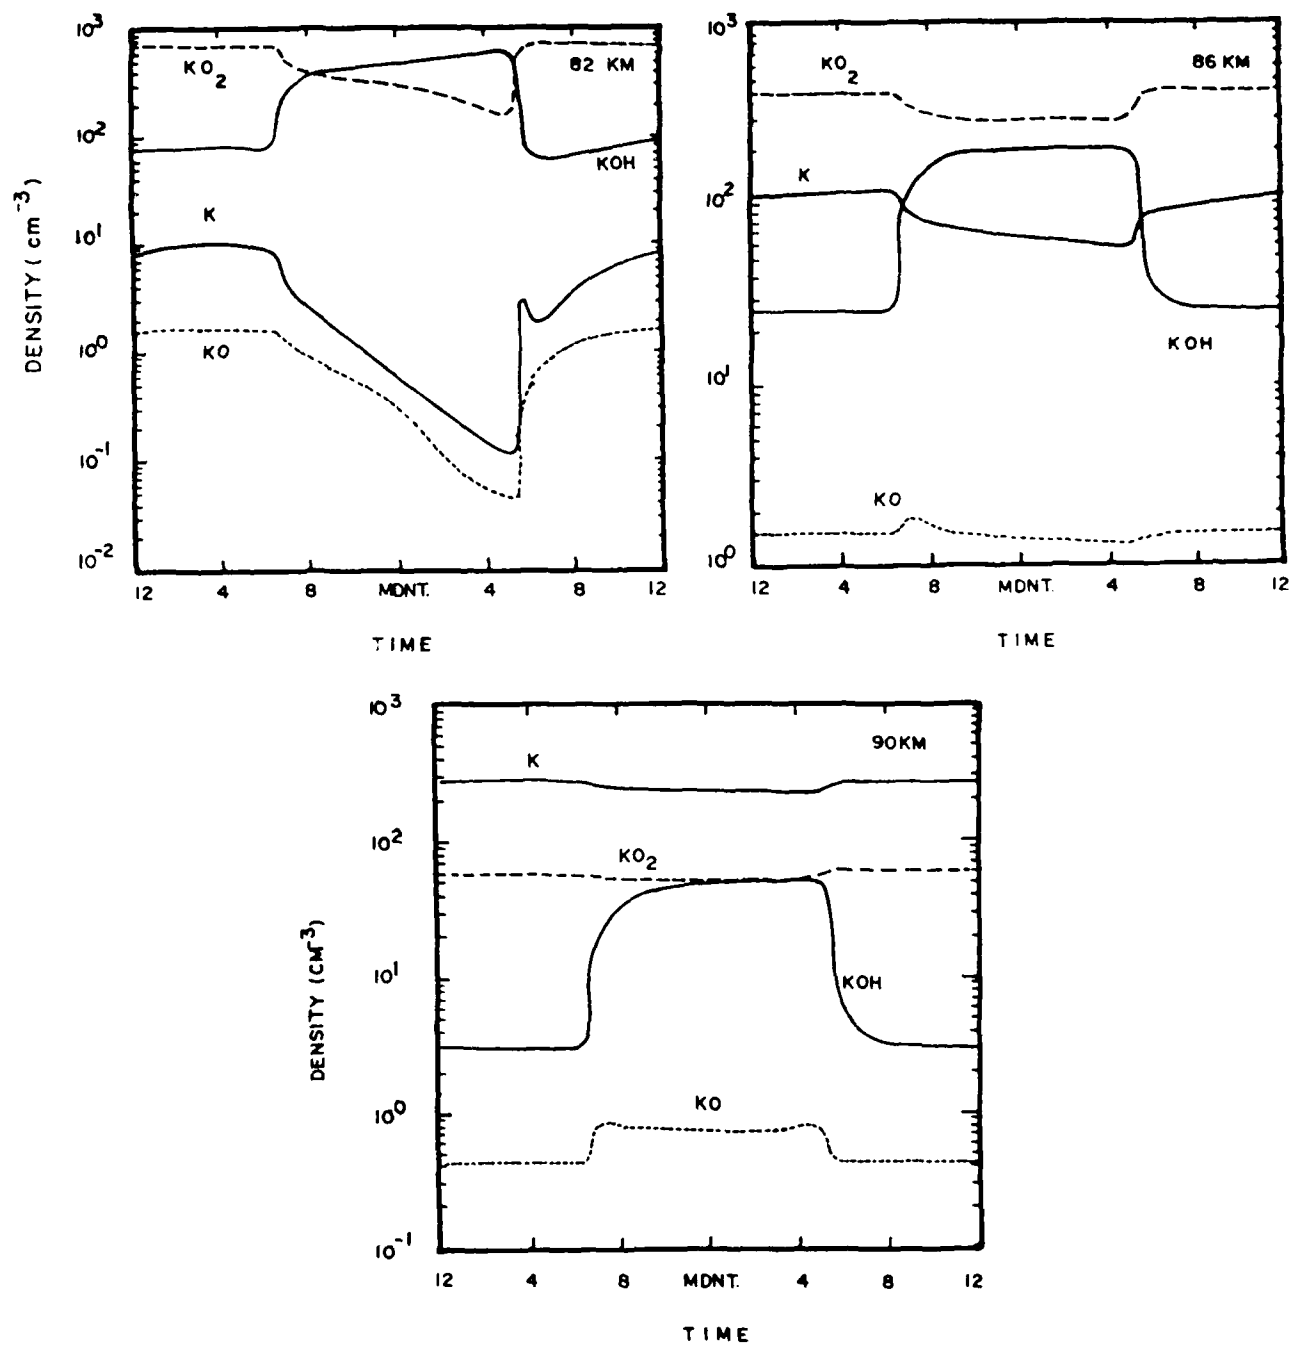 10³
10²
10¹
10⁰
10⁻¹
10⁻²
DENSITY (cm⁻³)
KO₂
82 KM
KOH
K
KO
12 4 8 MDNT. 4 8 12
TIME
10³
10²
10¹
10⁰
KO₂
86 KM
K
KOH
KO
12 4 8 MDNT. 4 8 12
TIME
10³
10²
10¹
10⁰
10⁻¹
DENSITY (CM⁻³)
K
90KM
KO₂
KOH
KO
12 4 8 MDNT. 4 8 12
TIME